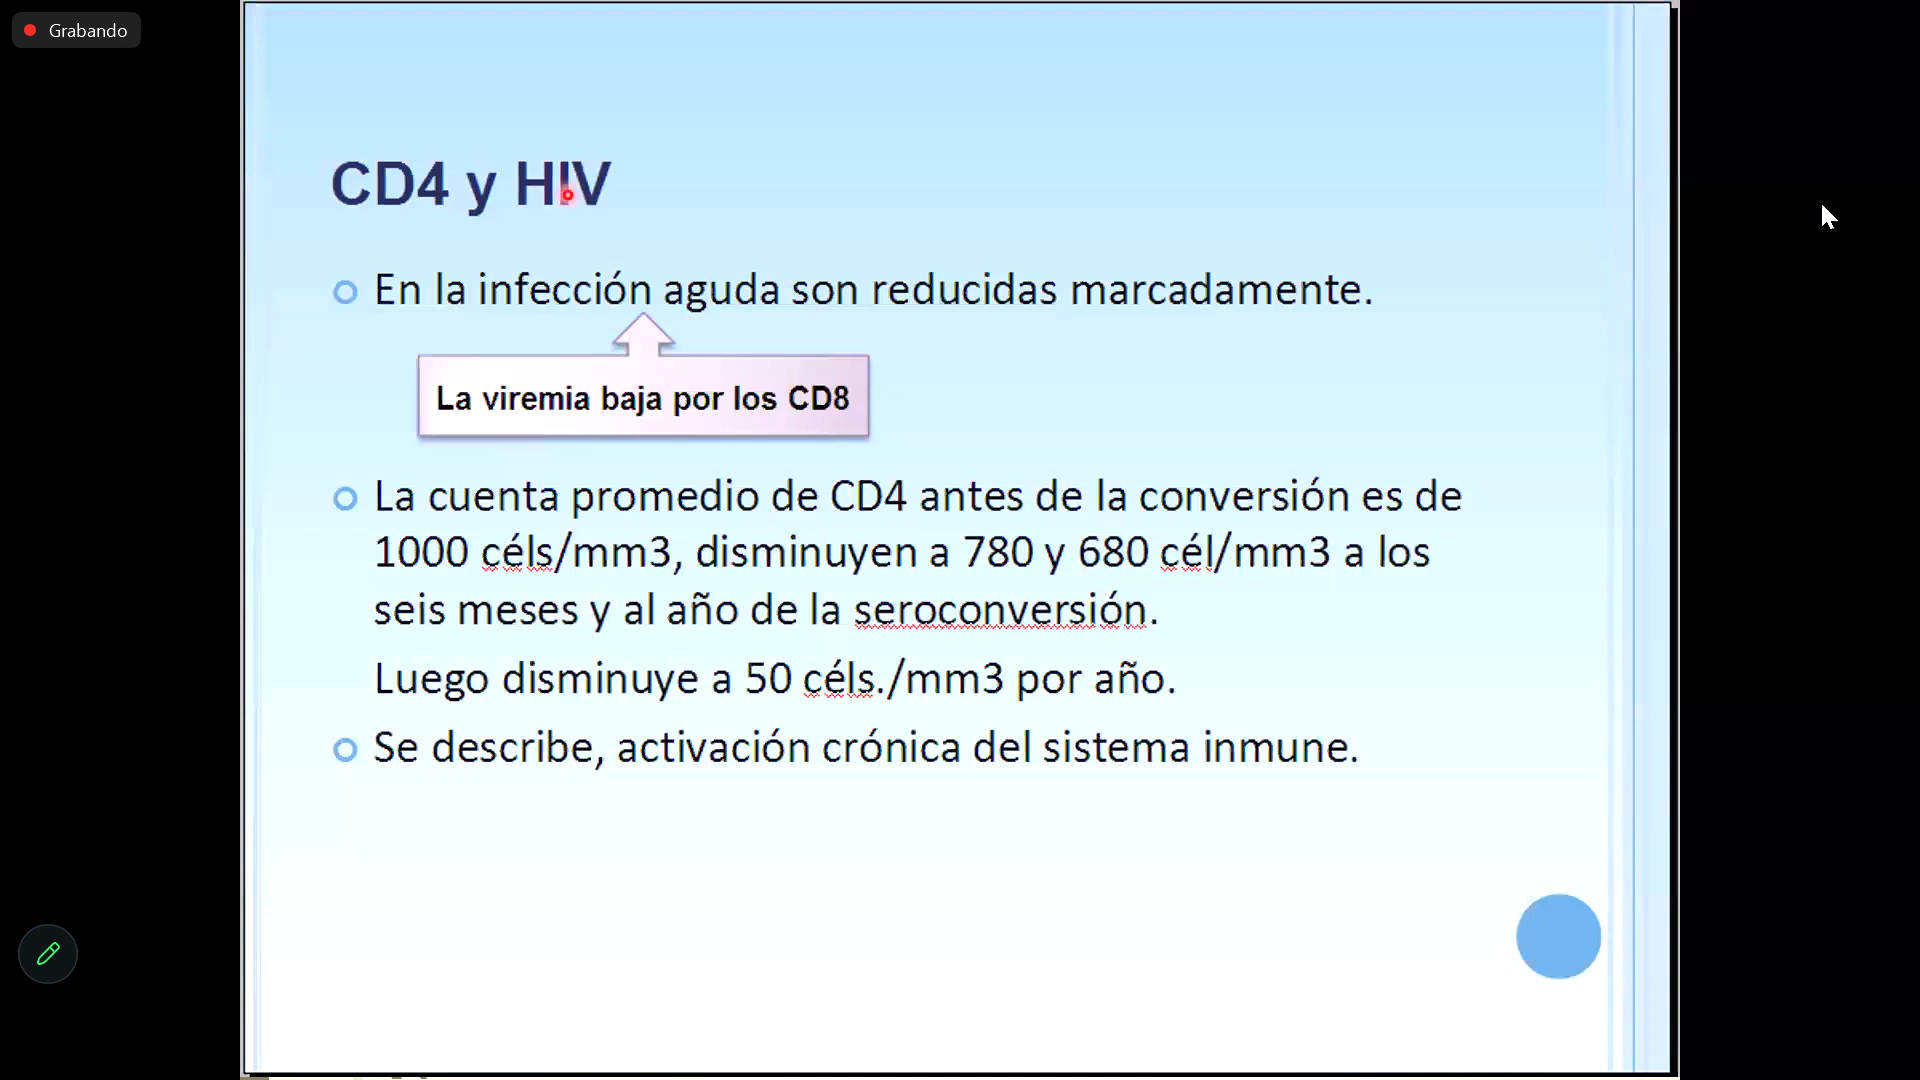 Grabando
CD4 y HIV
En la infección aguda son reducidas marcadamente.
La viremia baja por los CD8
La cuenta promedio de CD4 antes de la conversión es de
1000 céls/mm3, disminuyen a 780 y 680 cél/mm3 a los
seis meses y al año de la seroconversión.
Luego disminuye a 50 céls./mm3 por año.
Se describe, activación crónica del sistema inmune.